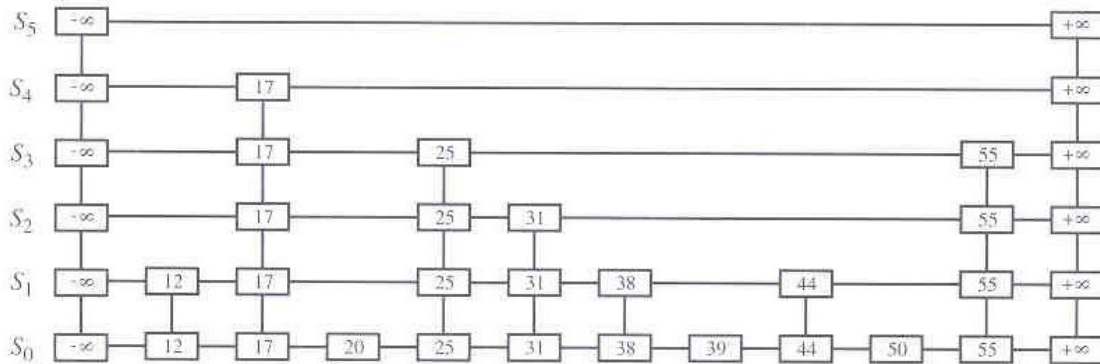 S5 -∞ +∞
S4 -∞ 17 +∞
S3 -∞ 17 25 55 +∞
S2 -∞ 17 25 31 55 +∞
S1 -∞ 12 17 25 31 38 44 55 +∞
S0 -∞ 12 17 20 25 31 38 39 44 50 55 +∞